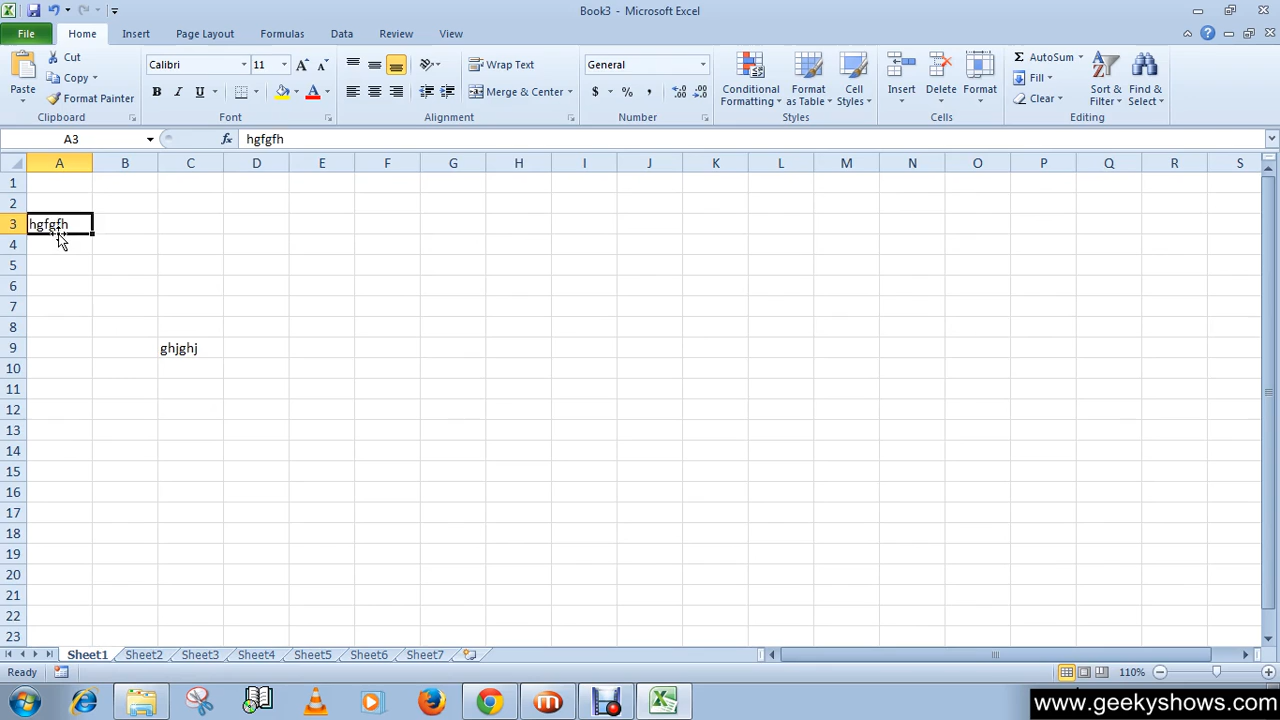 Book3 - Microsoft Excel
File Home Insert Page Layout Formulas Data Review View
Paste
Cut
Copy
Format Painter
Clipboard
Calibri 11
B I U
Font
Wrap Text
Merge & Center
Alignment
General
$ % ,
Number
Conditional Formatting
Format as Table
Cell Styles
Styles
Insert
Delete
Format
Cells
AutoSum
Fill
Clear
Sort & Filter
Find & Select
Editing
A3 fx hgfgfh
A B C D E F G H I J K L M N O P Q R S
1
2
3 hgfgfh
4
5
6
7
8
9 ghjghj
10
11
12
13
14
15
16
17
18
19
20
21
22
23
Sheet1 Sheet2 Sheet3 Sheet4 Sheet5 Sheet6 Sheet7
Ready 110%
www.geekyshows.com